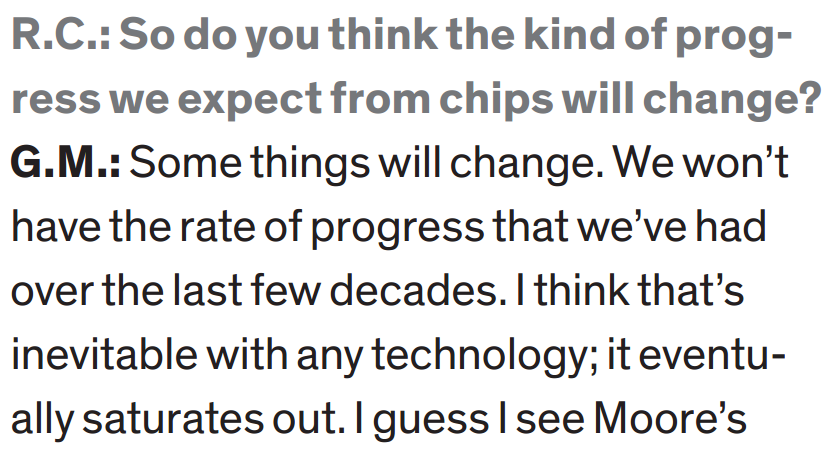 R.C.: So do you think the kind of prog-
ress we expect from chips will change?
G.M.: Some things will change. We won’t
have the rate of progress that we’ve had
over the last few decades. I think that’s
inevitable with any technology; it eventu-
ally saturates out. I guess I see Moore’s